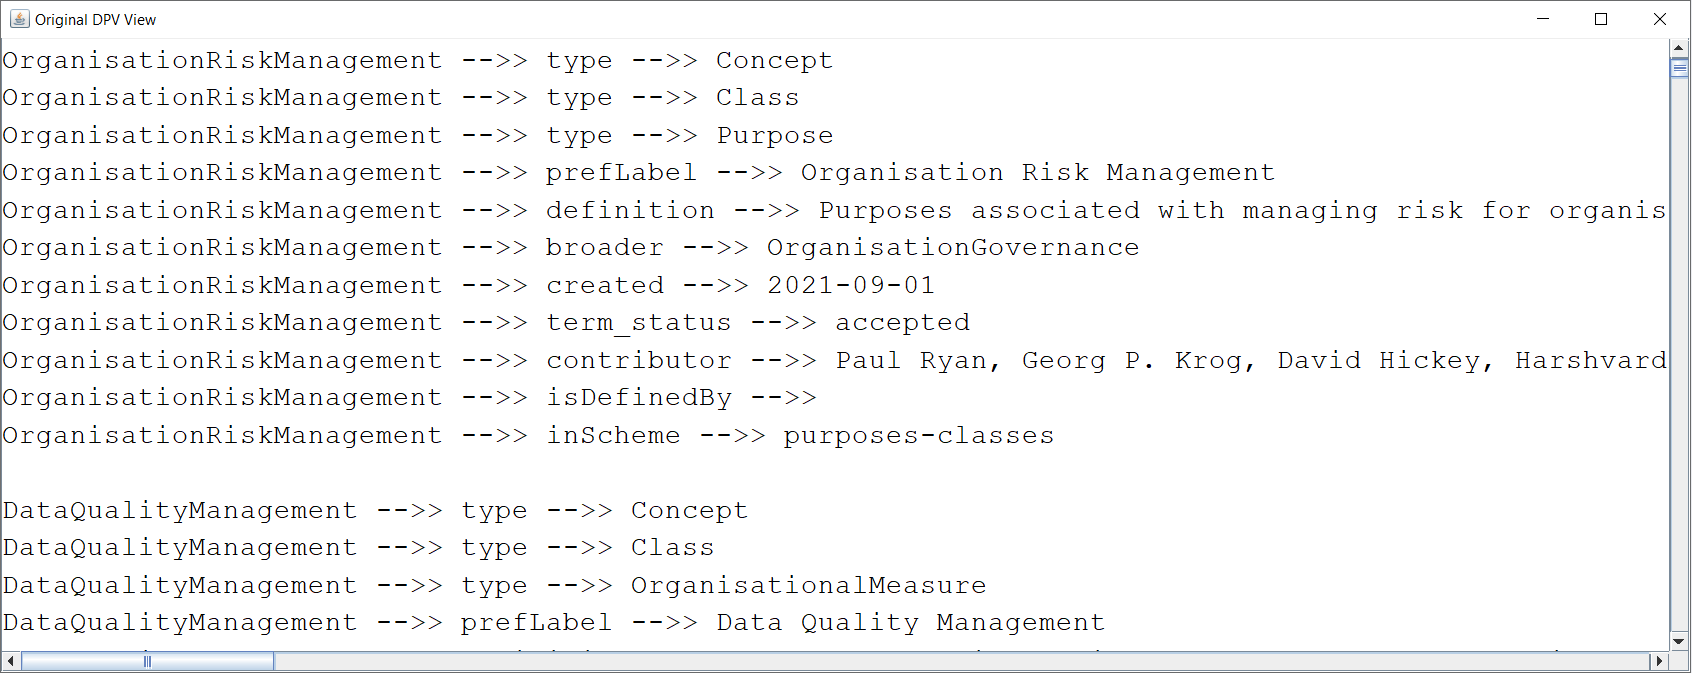 Original DPV View
OrganisationRiskManagement -->> type -->> Concept
OrganisationRiskManagement -->> type -->> Class
OrganisationRiskManagement -->> type -->> Purpose
OrganisationRiskManagement -->> prefLabel -->> Organisation Risk Management
OrganisationRiskManagement -->> definition -->> Purposes associated with managing risk for organis
OrganisationRiskManagement -->> broader -->> OrganisationGovernance
OrganisationRiskManagement -->> created -->> 2021-09-01
OrganisationRiskManagement -->> term_status -->> accepted
OrganisationRiskManagement -->> contributor -->> Paul Ryan, Georg P. Krog, David Hickey, Harshvard
OrganisationRiskManagement -->> isDefinedBy -->>
OrganisationRiskManagement -->> inScheme -->> purposes-classes
DataQualityManagement -->> type -->> Concept
DataQualityManagement -->> type -->> Class
DataQualityManagement -->> type -->> OrganisationalMeasure
DataQualityManagement -->> prefLabel -->> Data Quality Management